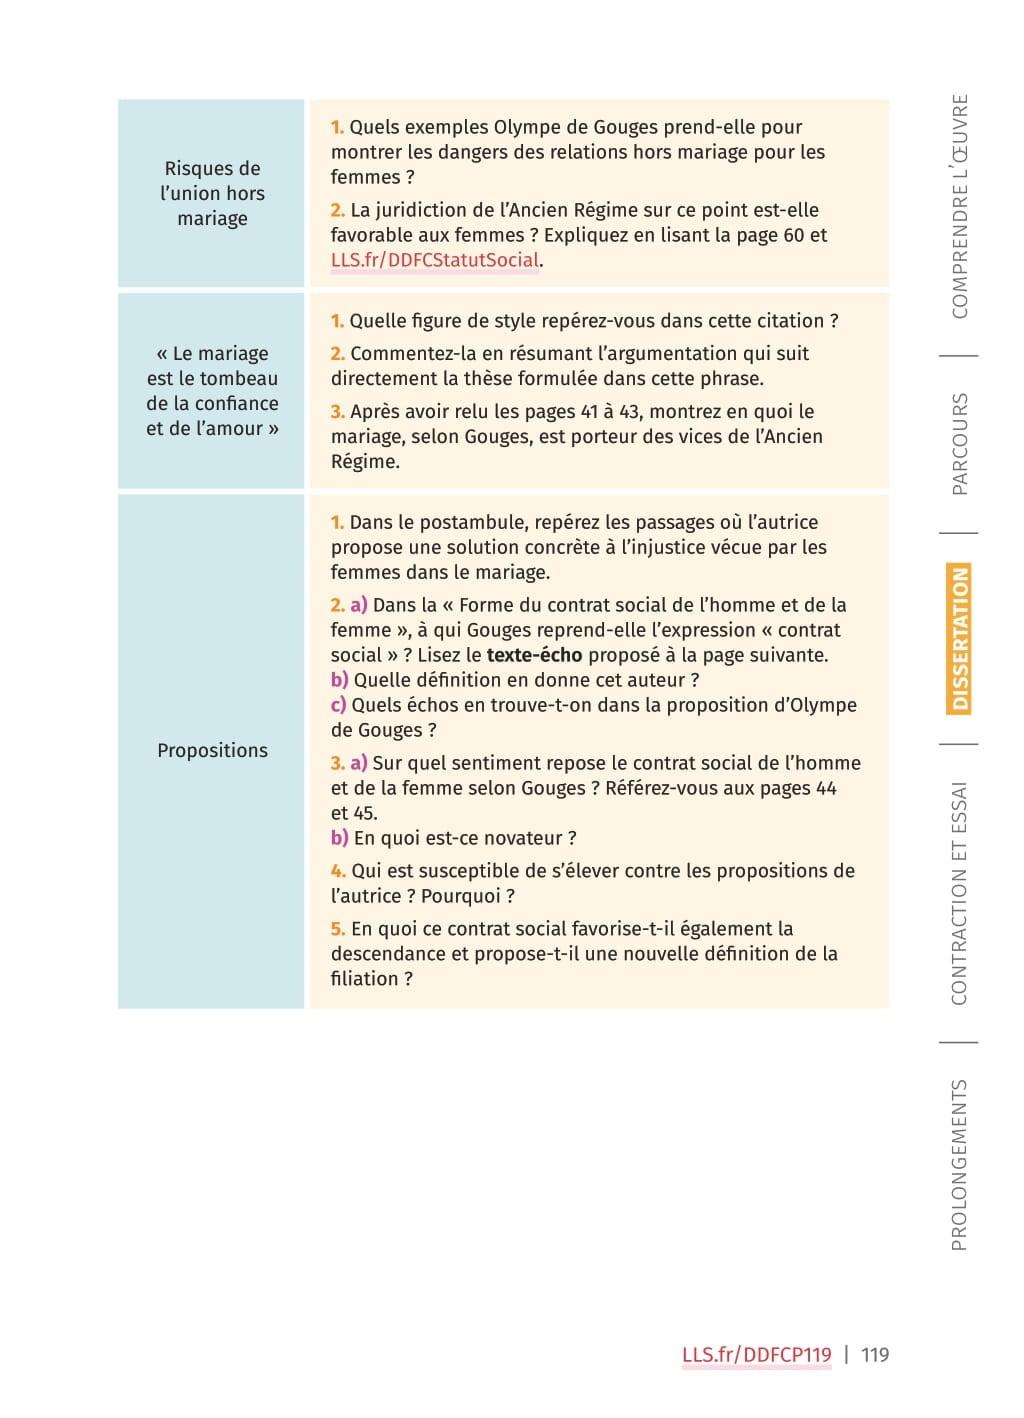 Risques de
l’union hors
mariage
1. Quels exemples Olympe de Gouges prend-elle pour
montrer les dangers des relations hors mariage pour les
femmes ?
2. La juridiction de l’Ancien Régime sur ce point est-elle
favorable aux femmes ? Expliquez en lisant la page 60 et
LLS.fr/DDFCStatutSocial.
« Le mariage
est le tombeau
de la confiance
et de l’amour »
1. Quelle figure de style repérez-vous dans cette citation ?
2. Commentez-la en résumant l’argumentation qui suit
directement la thèse formulée dans cette phrase.
3. Après avoir relu les pages 41 à 43, montrez en quoi le
mariage, selon Gouges, est porteur des vices de l’Ancien
Régime.
Propositions
1. Dans le postambule, repérez les passages où l’autrice
propose une solution concrète à l’injustice vécue par les
femmes dans le mariage.
2. a) Dans la « Forme du contrat social de l’homme et de la
femme », à qui Gouges reprend-elle l’expression « contrat
social » ? Lisez le texte-écho proposé à la page suivante.
b) Quelle définition en donne cet auteur ?
c) Quels échos en trouve-t-on dans la proposition d’Olympe
de Gouges ?
3. a) Sur quel sentiment repose le contrat social de l’homme
et de la femme selon Gouges ? Référez-vous aux pages 44
et 45.
b) En quoi est-ce novateur ?
4. Qui est susceptible de s’élever contre les propositions de
l’autrice ? Pourquoi ?
5. En quoi ce contrat social favorise-t-il également la
descendance et propose-t-il une nouvelle définition de la
filiation ?
COMPRENDRE L’ŒUVRE
PARCOURS
DISSERTATION
CONTRACTION ET ESSAI
PROLONGEMENTS
LLS.fr/DDFCP119 | 119